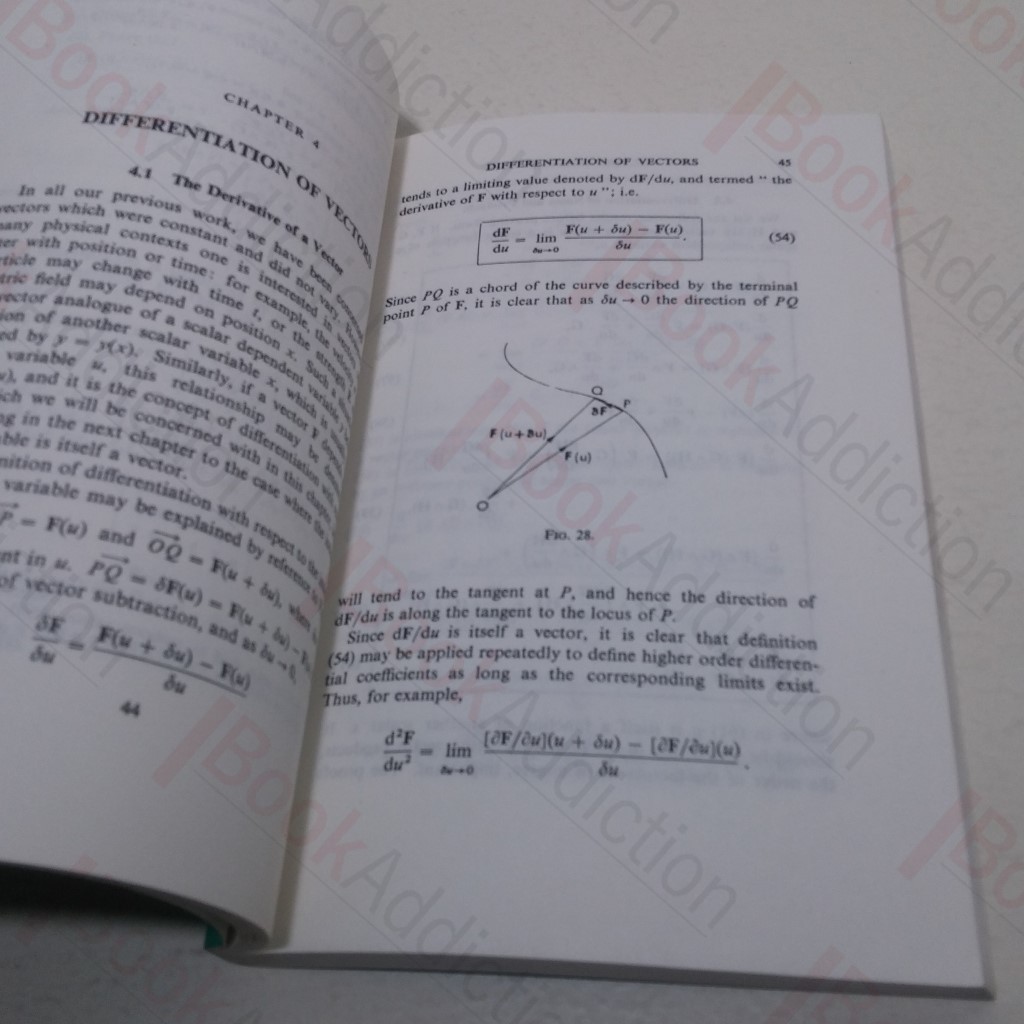 CHAPTER 4
DIFFERENTIATION OF VECTORS
4.1 The Derivative of a Vector
In all our previous work, we have been
vectors which were constant and did not vary.
many physical contexts one is interested in
with position or time: for example, the
may change with time t, or the
field may depend on position x. Such
vector analogue of a scalar dependent variable y
of another scalar variable x, which is
by y = y(x). Similarly, if a vector F
variable u, this relationship may be
and it is the concept of differentiation
which we will be concerned with in this chapter
in the next chapter to the case where the
is itself a vector.
of differentiation with respect to
variable may be explained by reference to
= F(u) and OQ = F(u + δu),
in u. PQ = δF(u) = F(u + δu) –
of vector subtraction, and as δu → 0,
δF/δu = F(u + δu) – F(u)/δu
44
DIFFERENTIATION OF VECTORS 45
tends to a limiting value denoted by dF/du, and termed “ the
derivative of F with respect to u ”; i.e.
dF/du = lim δu→0 F(u + δu) – F(u)/δu. (54)
Since PQ is a chord of the curve described by the terminal
point P of F, it is clear that as δu → 0 the direction of PQ
Q
P
δF
F(u+δu)
F(u)
O
FIG. 28.
will tend to the tangent at P, and hence the direction of
dF/du is along the tangent to the locus of P.
Since dF/du is itself a vector, it is clear that definition
(54) may be applied repeatedly to define higher order differen-
tial coefficients as long as the corresponding limits exist.
Thus, for example,
d²F/du² = lim δu→0 [∂F/∂u](u + δu) – [∂F/∂u](u)/δu.
BookAddiction
BookAddiction
BookAddiction
BookAddiction
BookAddiction